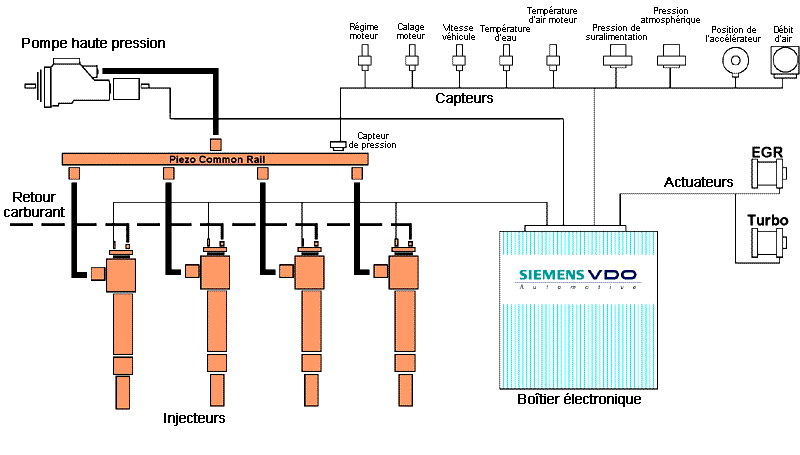 Pompe haute pression
Régime
moteur
Calage
moteur
Vitesse
véhicule
Température
d'eau
Température
d'air moteur
Pression de
suralimentation
Pression
atmosphérique
Position de
l'accélérateur
Débit
d'air
Capteurs
Capteur
de pression
Piezo Common Rail
Retour
carburant
Actuateurs
EGR
Turbo
SIEMENS VDO
Automotive
Boîtier électronique
Injecteurs